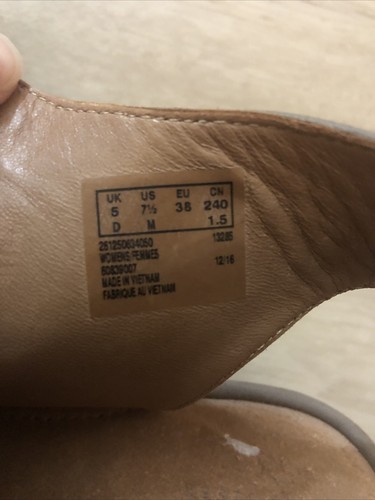 UK US EU CN
5 7½ 38 240
D M 1.5
261250634050 13285
WOMENS/FEMMES
60839007 12/16
MADE IN VIETNAM
FABRIQUE AU VIETNAM